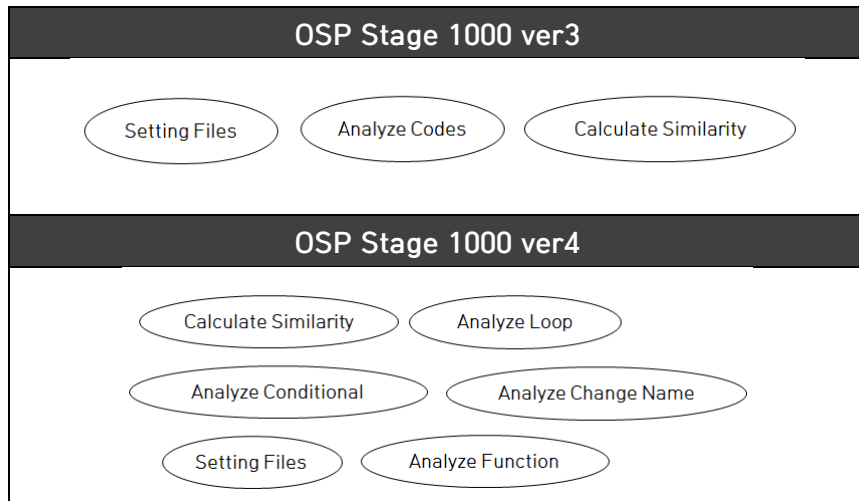 OSP Stage 1000 ver3
Setting Files
Analyze Codes
Calculate Similarity
OSP Stage 1000 ver4
Calculate Similarity
Analyze Loop
Analyze Conditional
Analyze Change Name
Setting Files
Analyze Function